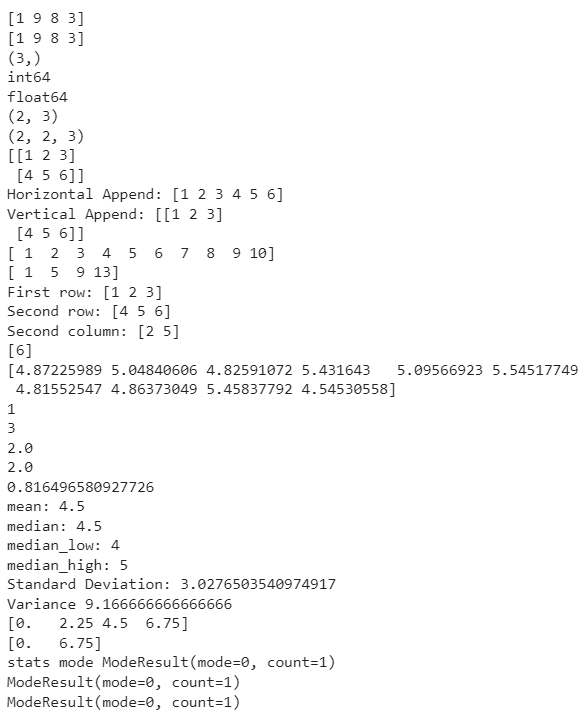 [1 9 8 3]
[1 9 8 3]
(3,)
int64
float64
(2, 3)
(2, 2, 3)
[[1 2 3]
 [4 5 6]]
Horizontal Append: [1 2 3 4 5 6]
Vertical Append: [[1 2 3]
 [4 5 6]]
[ 1  2  3  4  5  6  7  8  9 10]
[ 1  5  9 13]
First row: [1 2 3]
Second row: [4 5 6]
Second column: [2 5]
[6]
[4.87225989 5.04840606 4.82591072 5.431643   5.09566923 5.54517749
 4.81552547 4.86373049 5.45837792 4.54530558]
1
3
2.0
2.0
0.816496580927726
mean: 4.5
median: 4.5
median_low: 4
median_high: 5
Standard Deviation: 3.0276503540974917
Variance 9.166666666666666
[0.   2.25 4.5  6.75]
[0.   6.75]
stats mode ModeResult(mode=0, count=1)
ModeResult(mode=0, count=1)
ModeResult(mode=0, count=1)